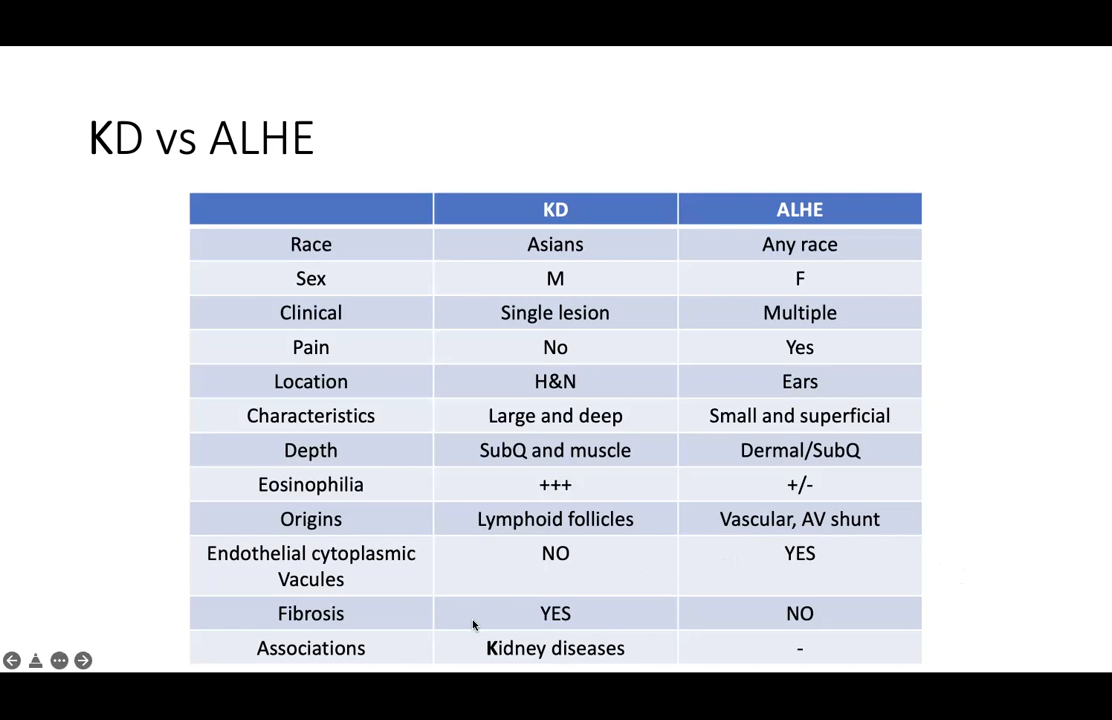 KD vs ALHE
KD ALHE
Race Asians Any race
Sex M F
Clinical Single lesion Multiple
Pain No Yes
Location H&N Ears
Characteristics Large and deep Small and superficial
Depth SubQ and muscle Dermal/SubQ
Eosinophilia +++ +/-
Origins Lymphoid follicles Vascular, AV shunt
Endothelial cytoplasmic NO YES
Vacules
Fibrosis YES NO
Associations Kidney diseases -